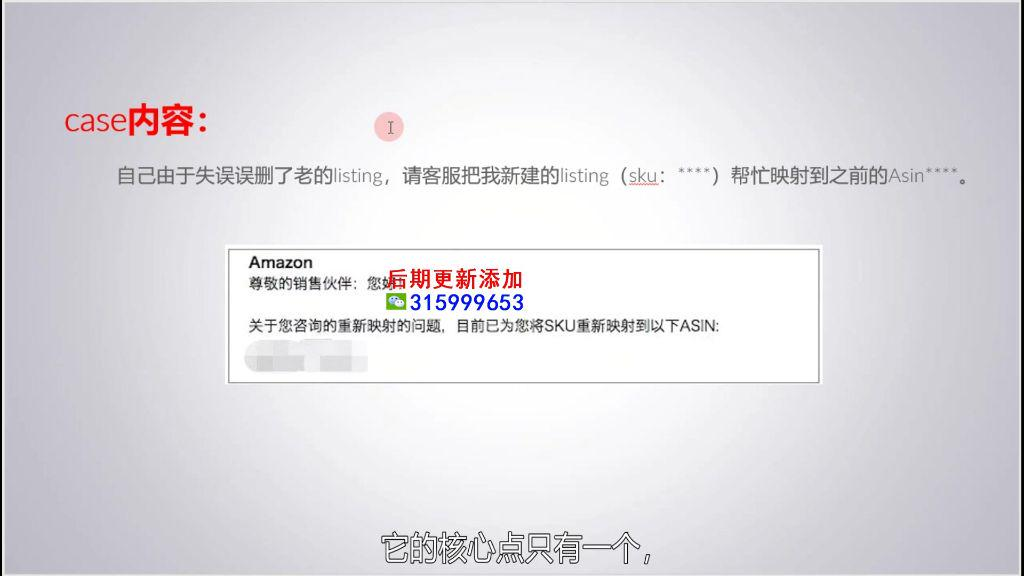 case内容：
自己由于失误误删了老的listing，请客服把我新建的listing（sku：****）帮忙映射到之前的Asin****。
Amazon
尊敬的销售伙伴：您好!
后期更新添加
315999653
关于您咨询的重新映射的问题，目前已为您将SKU重新映射到以下ASIN:
它的核心点只有一个，